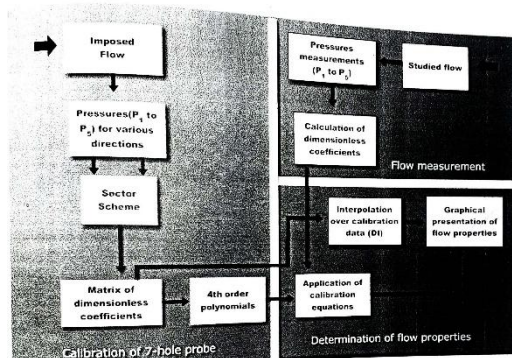 Imposed
Flow
Pressures(P1 to
P5) for various
directions
Sector
Scheme
Matrix of
dimensionless
coefficients
4th order
polynomials
Calibration of 7-hole probe
Pressures
measurements
(P1 to P5)
Studied flow
Calculation of
dimensionless
coefficients
Flow measurement
Interpolation
over calibration
data (DI)
Graphical
presentation of
flow properties
Application of
calibration
equations
Determination of flow properties